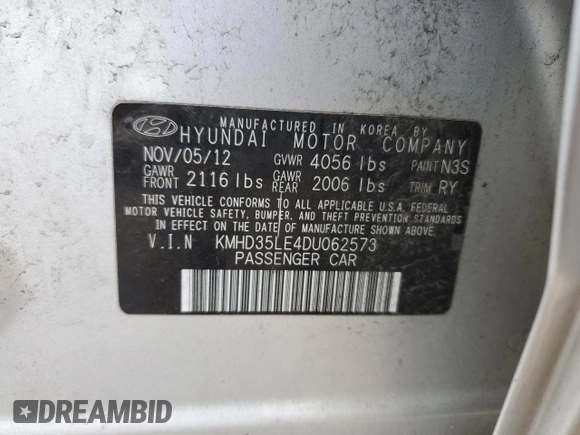 MANUFACTURED IN KOREA BY
HYUNDAI MOTOR COMPANY
NOV/05/12 GVWR 4056 lbs PAINT N3S
GAWR FRONT 2116 lbs GAWR REAR 2006 lbs TRIM RY
THIS VEHICLE CONFORMS TO ALL APPLICABLE U.S.A. FEDERAL
MOTOR VEHICLE SAFETY, BUMPER, AND THEFT PREVENTION STANDARDS
IN EFFECT ON THE DATE OF MANUFACTURE SHOWN ABOVE.
V.I.N KMHD35LE4DU062573
PASSENGER CAR
DREAMBID